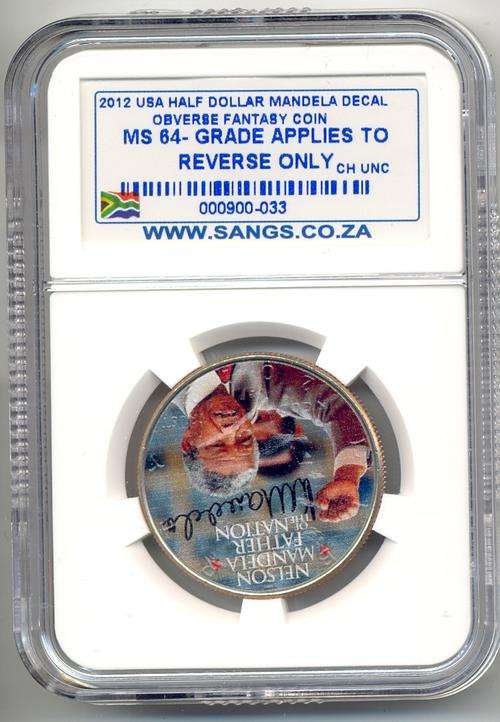 2012 USA HALF DOLLAR MANDELA DECAL
OBVERSE FANTASY COIN
MS 64- GRADE APPLIES TO
REVERSE ONLY CH UNC
000900-033
WWW.SANGS.CO.ZA
NELSON
MANDELA
FATHER
OF THE NATION